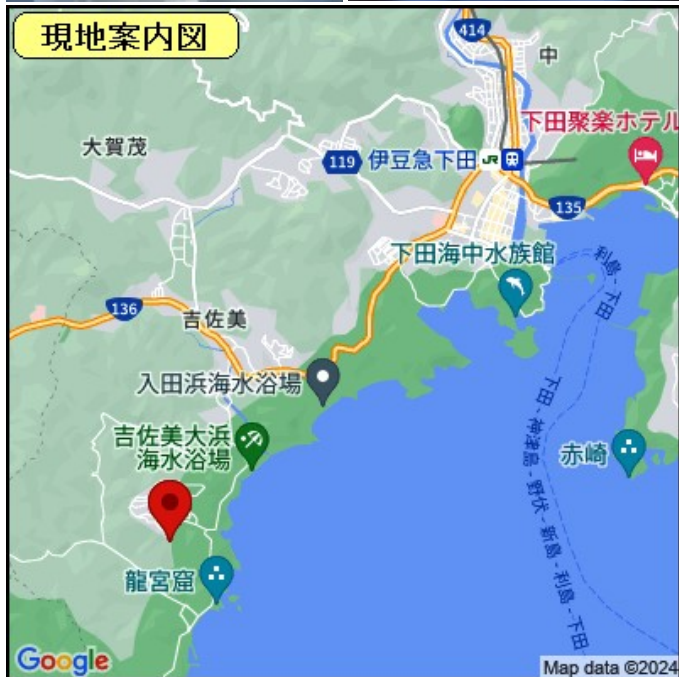 現地案内図
414
中
下田聚楽ホテル
大賀茂
119
伊豆急下田
JR
135
下田海中水族館
利島-下田
136
吉佐美
入田浜海水浴場
吉佐美大浜
海水浴場
下田-神津島-野伏-新島-利島-下田
赤崎
龍宮窟
Google
Map data ©2024